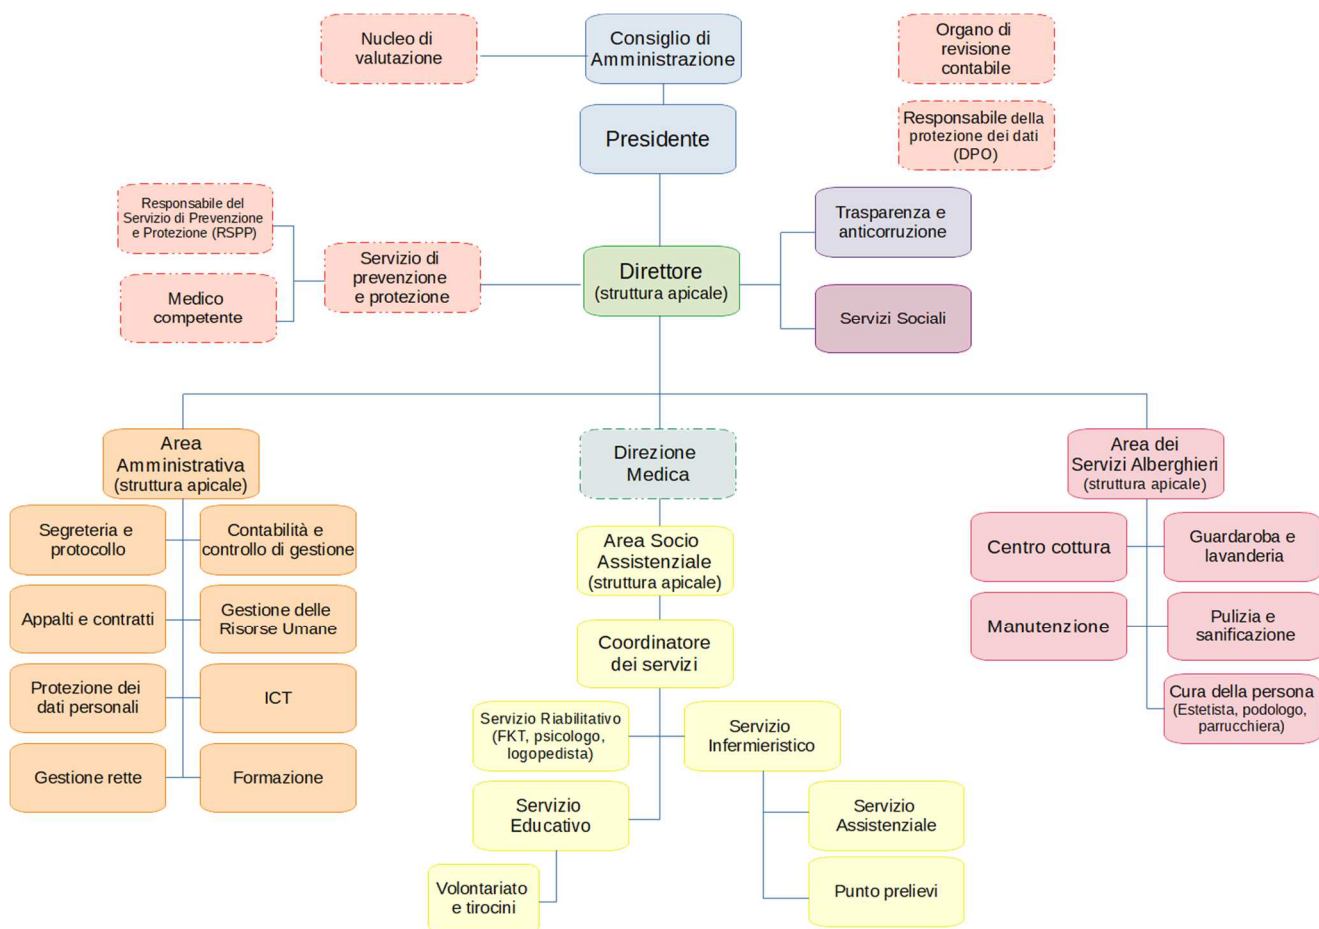 Nucleo di
valutazione
Consiglio di
Amministrazione
Organo di
revisione
contabile
Presidente
Responsabile della
protezione dei dati
(DPO)
Responsabile del
Servizio di Prevenzione
e Protezione (RSPP)
Medico
competente
Servizio di
prevenzione
e protezione
Direttore
(struttura apicale)
Trasparenza e
anticorruzione
Servizi Sociali
Area
Amministrativa
(struttura apicale)
Segreteria e
protocollo
Contabilità e
controllo di gestione
Appalti e contratti
Gestione delle
Risorse Umane
Protezione dei
dati personali
ICT
Gestione rette
Formazione
Direzione
Medica
Area Socio
Assistenziale
(struttura apicale)
Coordinatore
dei servizi
Servizio Riabilitativo
(FKT, psicologo,
logopedista)
Servizio
Infermieristico
Servizio
Educativo
Servizio
Assistenziale
Volontariato
e tirocini
Punto prelievi
Area dei
Servizi Alberghieri
(struttura apicale)
Centro cottura
Guardaroba e
lavanderia
Manutenzione
Pulizia e
sanificazione
Cura della persona
(Estetista, podologo,
parrucchiera)